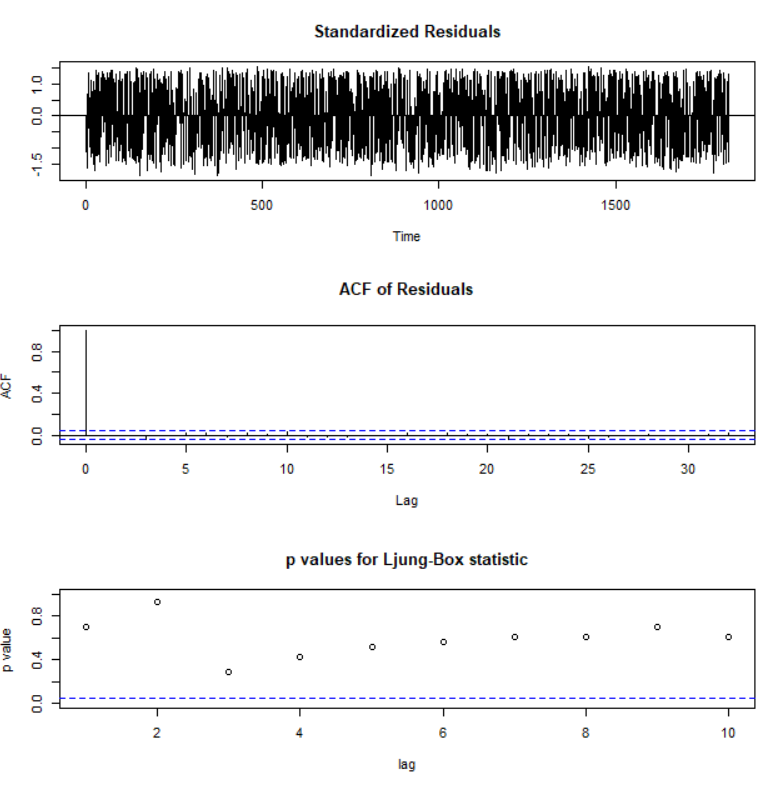 Standardized Residuals
-1.5 0.0 1.0
0 500 1000 1500
Time
ACF of Residuals
ACF
0.0 0.4 0.8
0 5 10 15 20 25 30
Lag
p values for Ljung-Box statistic
p value
0.0 0.4 0.8
2 4 6 8 10
lag